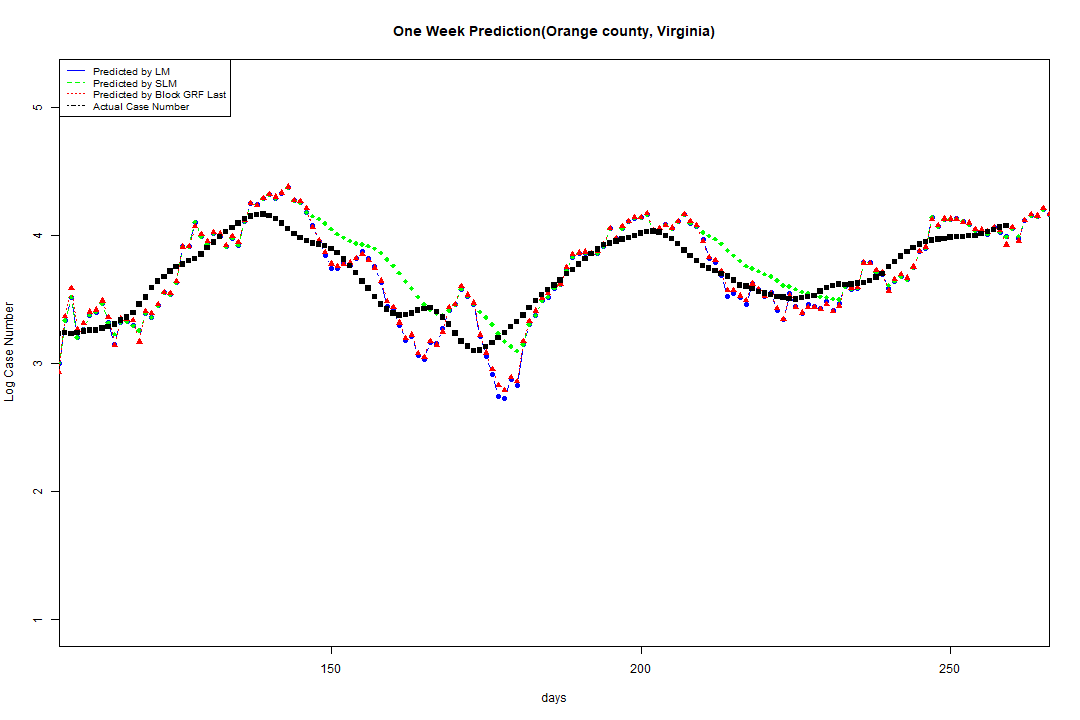 One Week Prediction(Orange county, Virginia)
Predicted by LM
Predicted by SLM
Predicted by Block GRF Last
Actual Case Number
5
4
3
2
1
Log Case Number
150
200
250
days